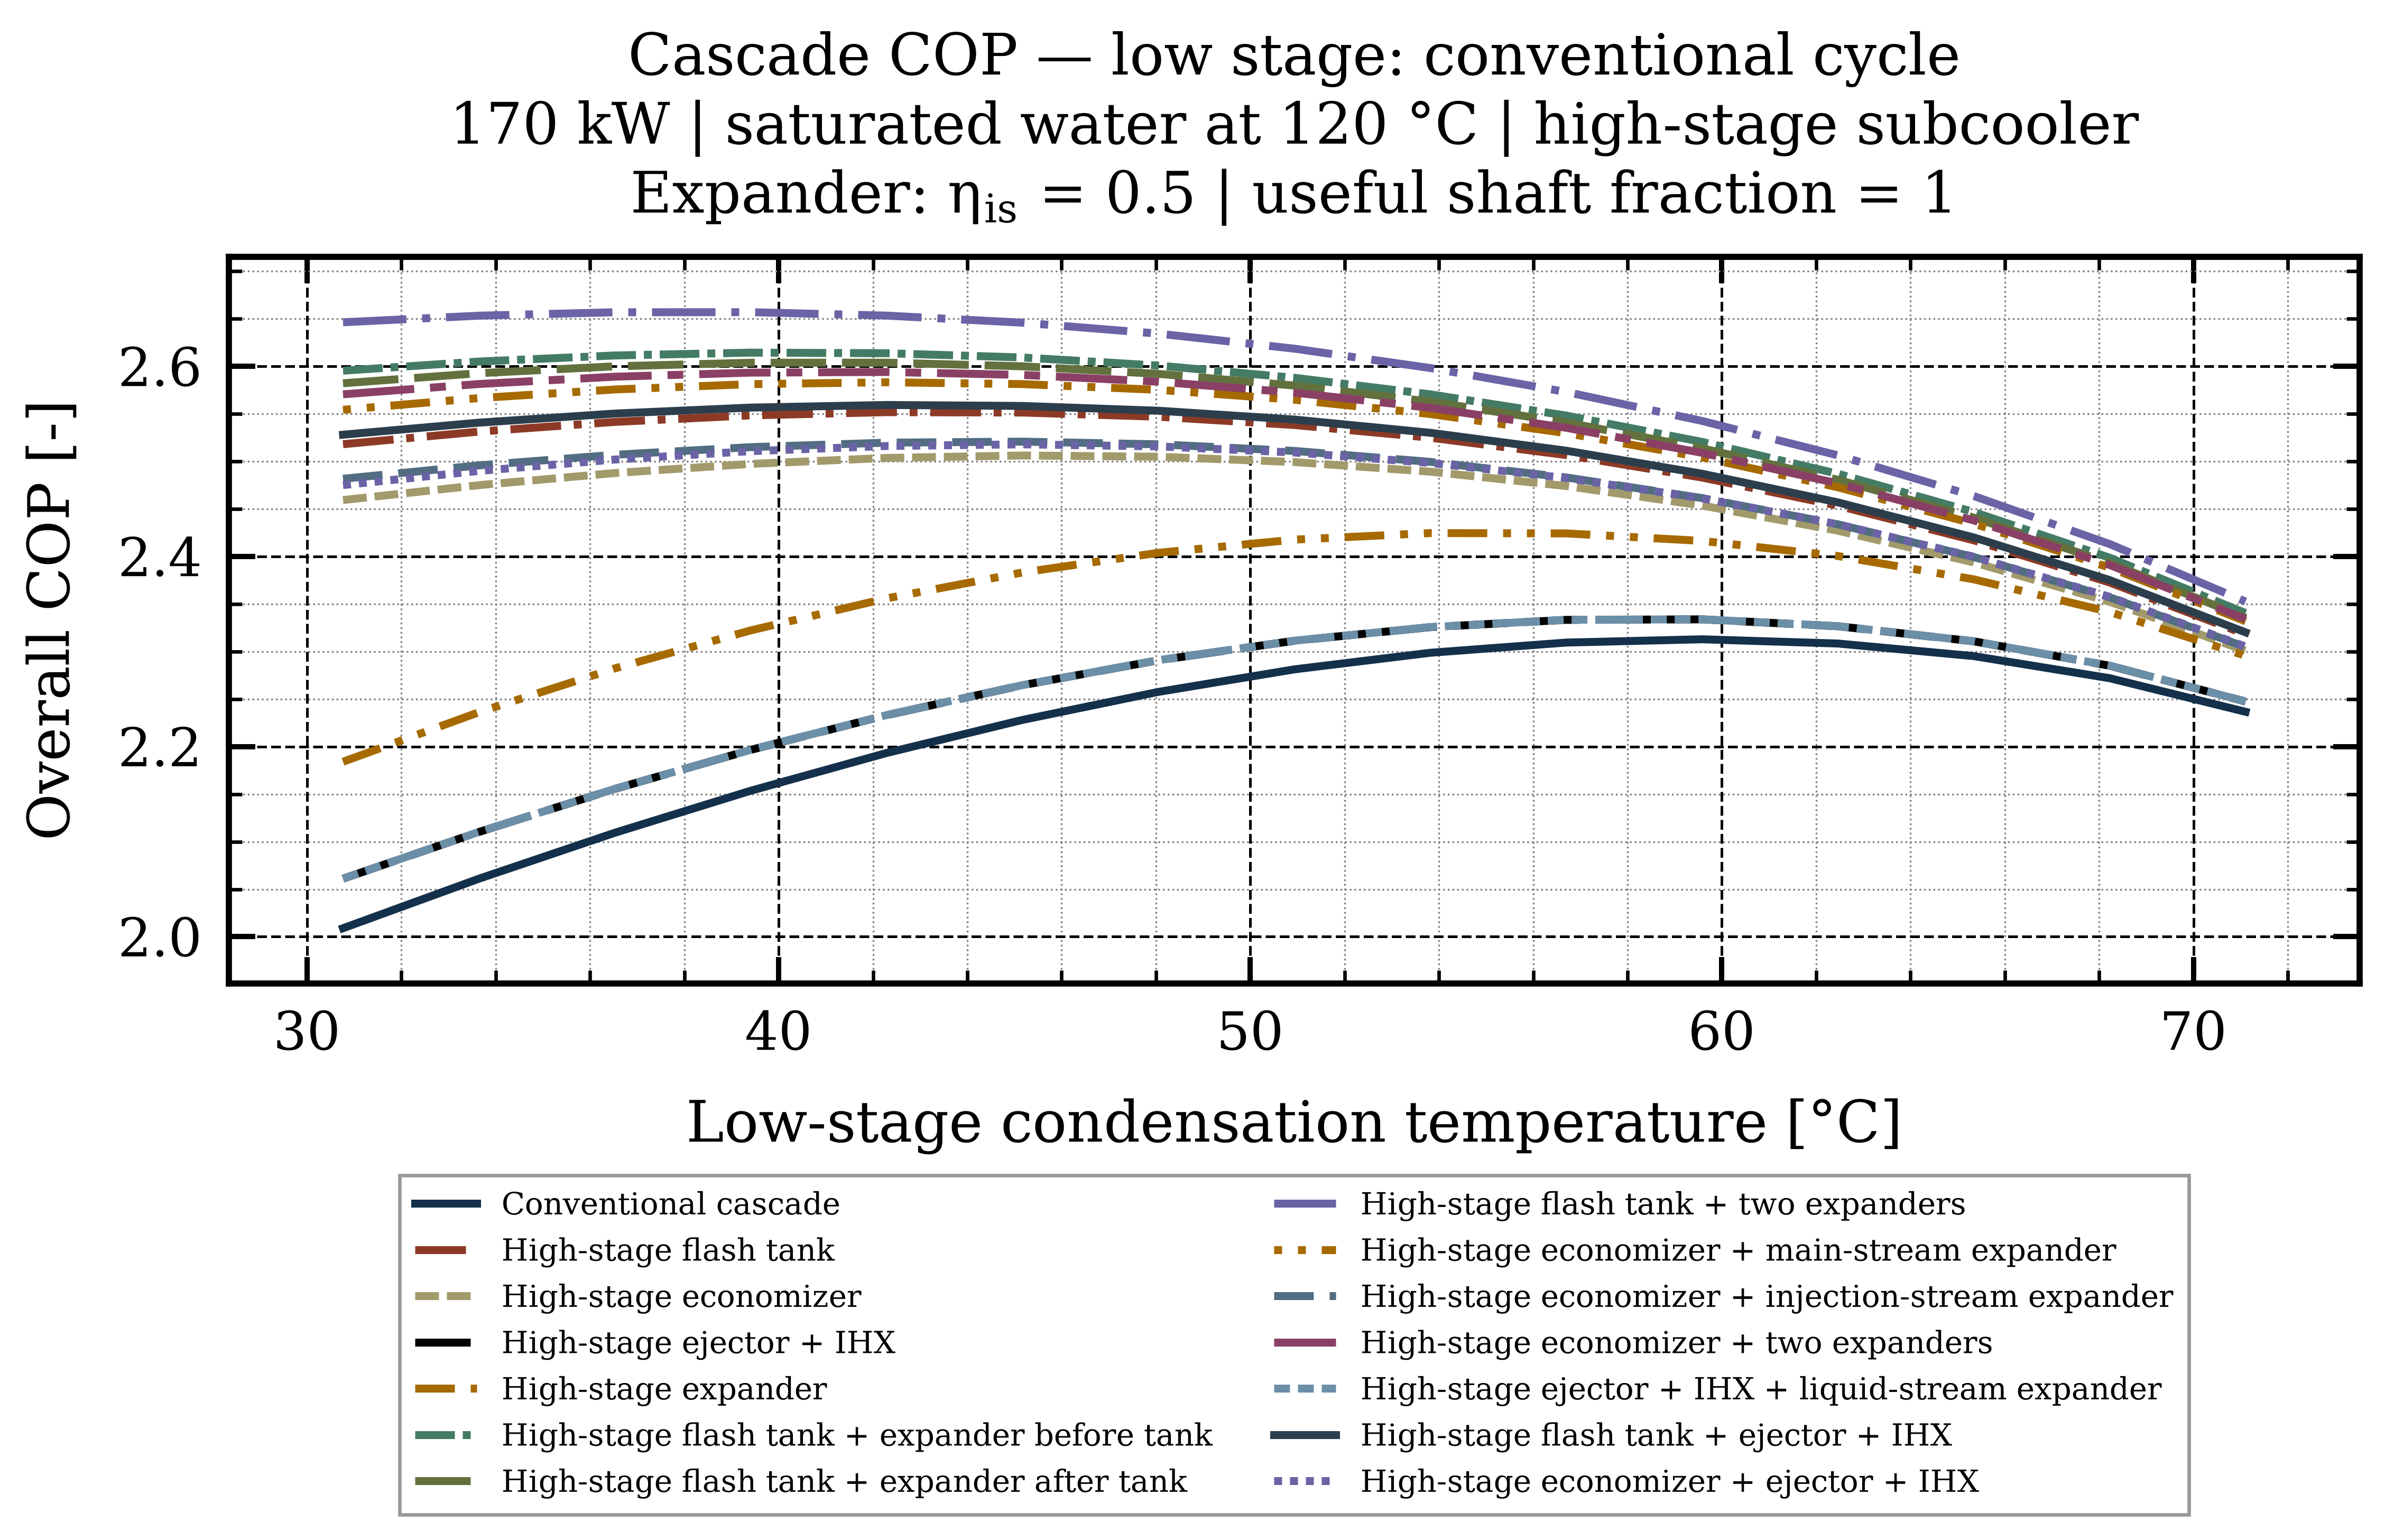 Cascade COP — low stage: conventional cycle
170 kW | saturated water at 120 °C | high-stage subcooler
Expander: ηis = 0.5 | useful shaft fraction = 1
Overall COP [-]
2.6
2.4
2.2
2.0
30 40 50 60 70
Low-stage condensation temperature [°C]
Conventional cascade
High-stage flash tank
High-stage economizer
High-stage ejector + IHX
High-stage expander
High-stage flash tank + expander before tank
High-stage flash tank + expander after tank
High-stage flash tank + two expanders
High-stage economizer + main-stream expander
High-stage economizer + injection-stream expander
High-stage economizer + two expanders
High-stage ejector + IHX + liquid-stream expander
High-stage flash tank + ejector + IHX
High-stage economizer + ejector + IHX